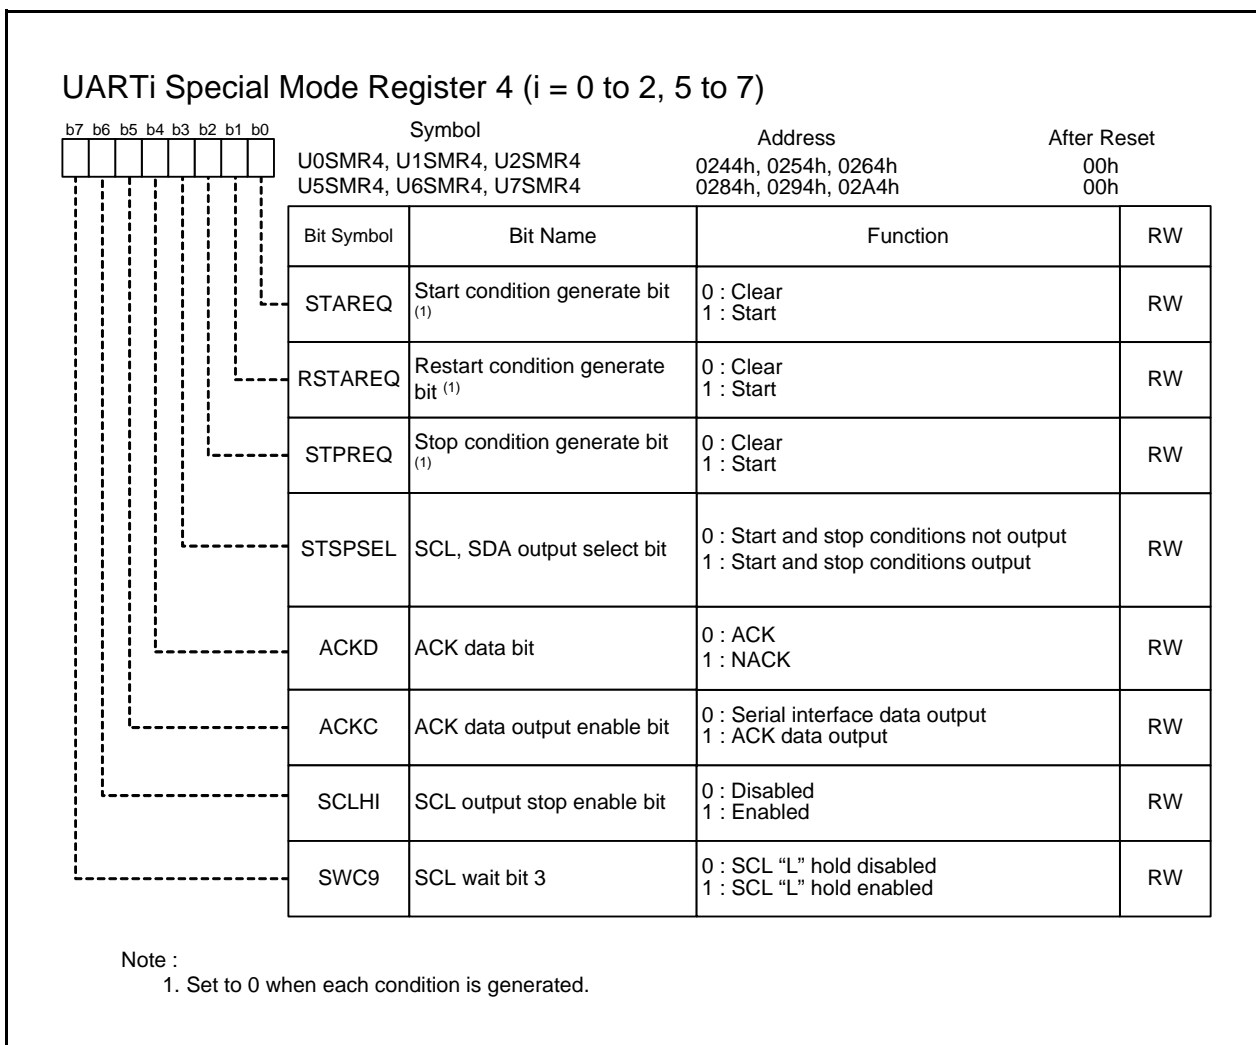 UARTi Special Mode Register 4 (i = 0 to 2, 5 to 7)
b7 b6 b5 b4 b3 b2 b1 b0
Symbol Address After Reset
U0SMR4, U1SMR4, U2SMR4 0244h, 0254h, 0264h 00h
U5SMR4, U6SMR4, U7SMR4 0284h, 0294h, 02A4h 00h
Bit Symbol Bit Name Function RW
STAREQ Start condition generate bit (1) 0 : Clear
1 : Start RW
RSTAREQ Restart condition generate bit (1) 0 : Clear
1 : Start RW
STPREQ Stop condition generate bit (1) 0 : Clear
1 : Start RW
STSPSEL SCL, SDA output select bit 0 : Start and stop conditions not output
1 : Start and stop conditions output RW
ACKD ACK data bit 0 : ACK
1 : NACK RW
ACKC ACK data output enable bit 0 : Serial interface data output
1 : ACK data output RW
SCLHI SCL output stop enable bit 0 : Disabled
1 : Enabled RW
SWC9 SCL wait bit 3 0 : SCL “L” hold disabled
1 : SCL “L” hold enabled RW
Note :
1. Set to 0 when each condition is generated.